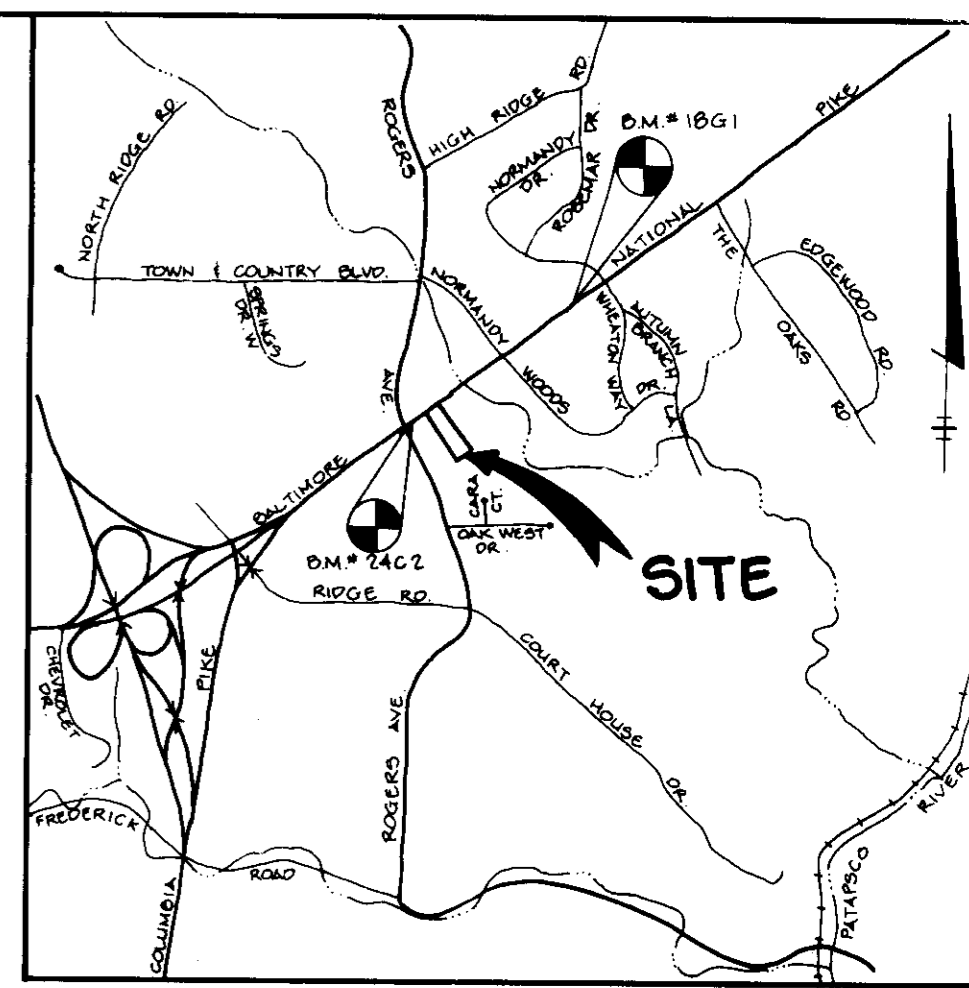 ROGERS
HIGH RIDGE RD.
NORTH RIDGE RD.
NORMANDY
DR.
ROSEMAR DR
B.M.# 18G1
PIKE
NATIONAL
THE
OAKS
RD
EDGEWOOD RD.
TOWN & COUNTRY BLVD.
SPRINGS
DR. W
NORMANDY
WOODS
DR.
WHEATON WAY
AUTUMN
BRANCH
LA
AVE.
BALTIMORE
B.M.# 24C2
CARA
CT.
OAK WEST
DR.
SITE
RIDGE RD.
COURT HOUSE DR
CHEVROLET
DR.
PIKE
ROGERS AVE
FREDERICK
ROAD
COLUMBIA
PATAPSCO
RIVER